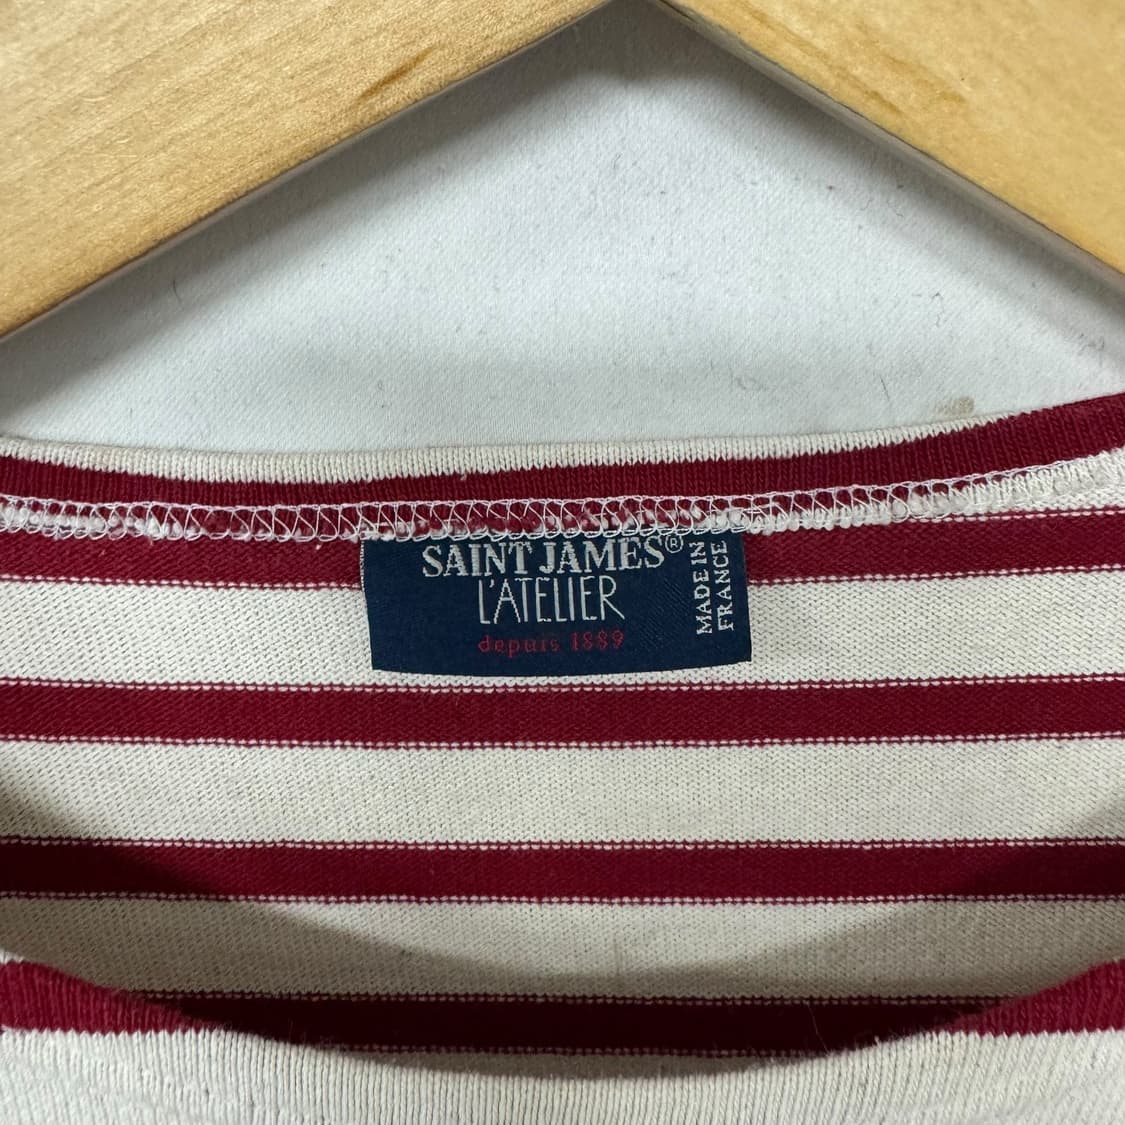 SAINT JAMES®
L'ATELIER
depuis 1889
MADE IN
FRANCE